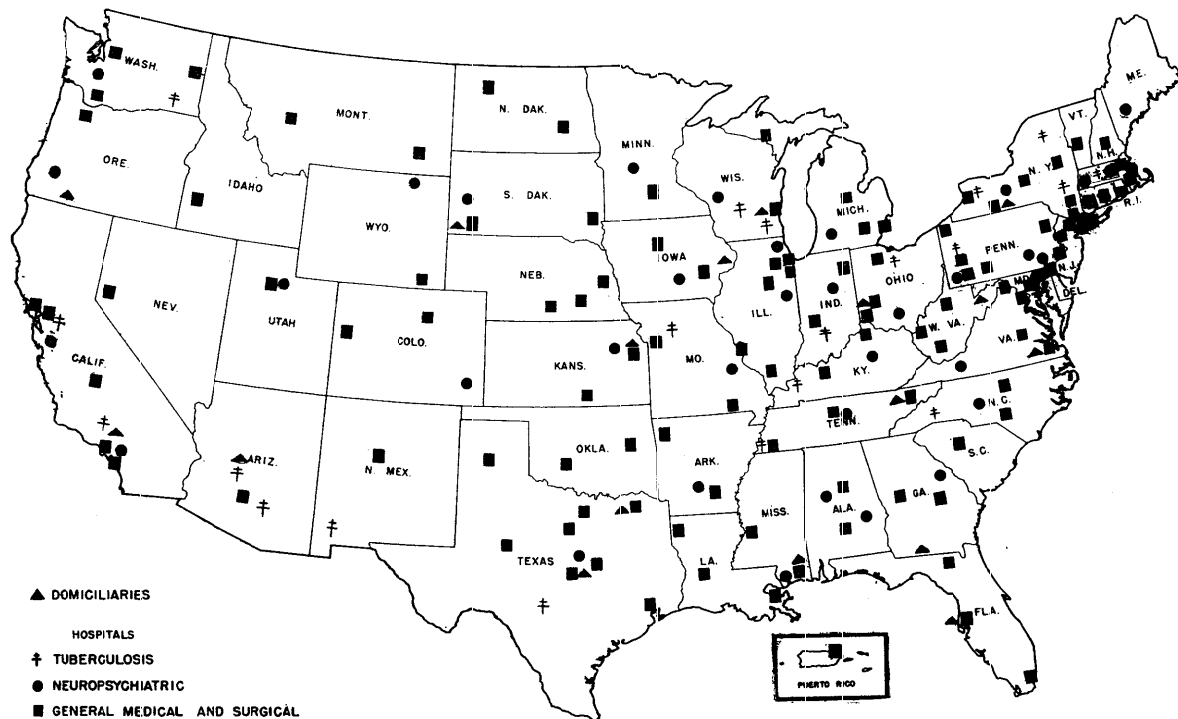 WASH.
MONT.
N. DAK.
MINN.
ME.
VT.
N.H.
ORE.
IDAHO
S. DAK.
WIS.
MICH.
N.Y.
R.I.
WYO.
NEB.
IOWA
PENN.
N.J.
NEV.
UTAH
COLO.
KANS.
MO.
ILL.
IND.
OHIO
W. VA.
MD.
DEL.
VA.
CALIF.
KY.
ARIZ.
N. MEX.
OKLA.
ARK.
TENN.
N.C.
S.C.
TEXAS
LA.
MISS.
ALA.
GA.
FLA.
PUERTO RICO
DOMICILIARIES
HOSPITALS
TUBERCULOSIS
NEUROPSYCHIATRIC
GENERAL MEDICAL AND SURGICAL